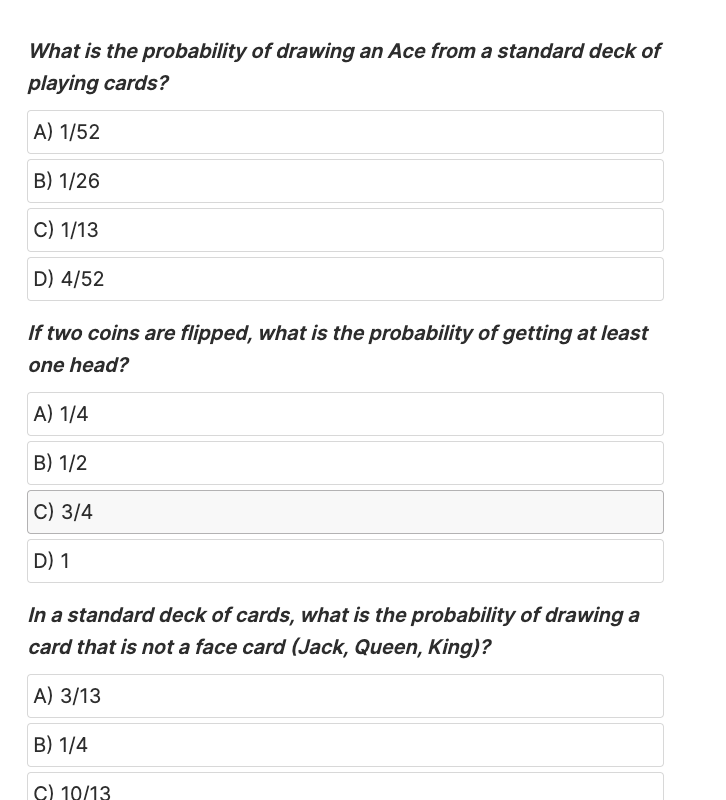 What is the probability of drawing an Ace from a standard deck of
playing cards?
A) 1/52
B) 1/26
C) 1/13
D) 4/52
If two coins are flipped, what is the probability of getting at least
one head?
A) 1/4
B) 1/2
C) 3/4
D) 1
In a standard deck of cards, what is the probability of drawing a
card that is not a face card (Jack, Queen, King)?
A) 3/13
B) 1/4
C) 10/13